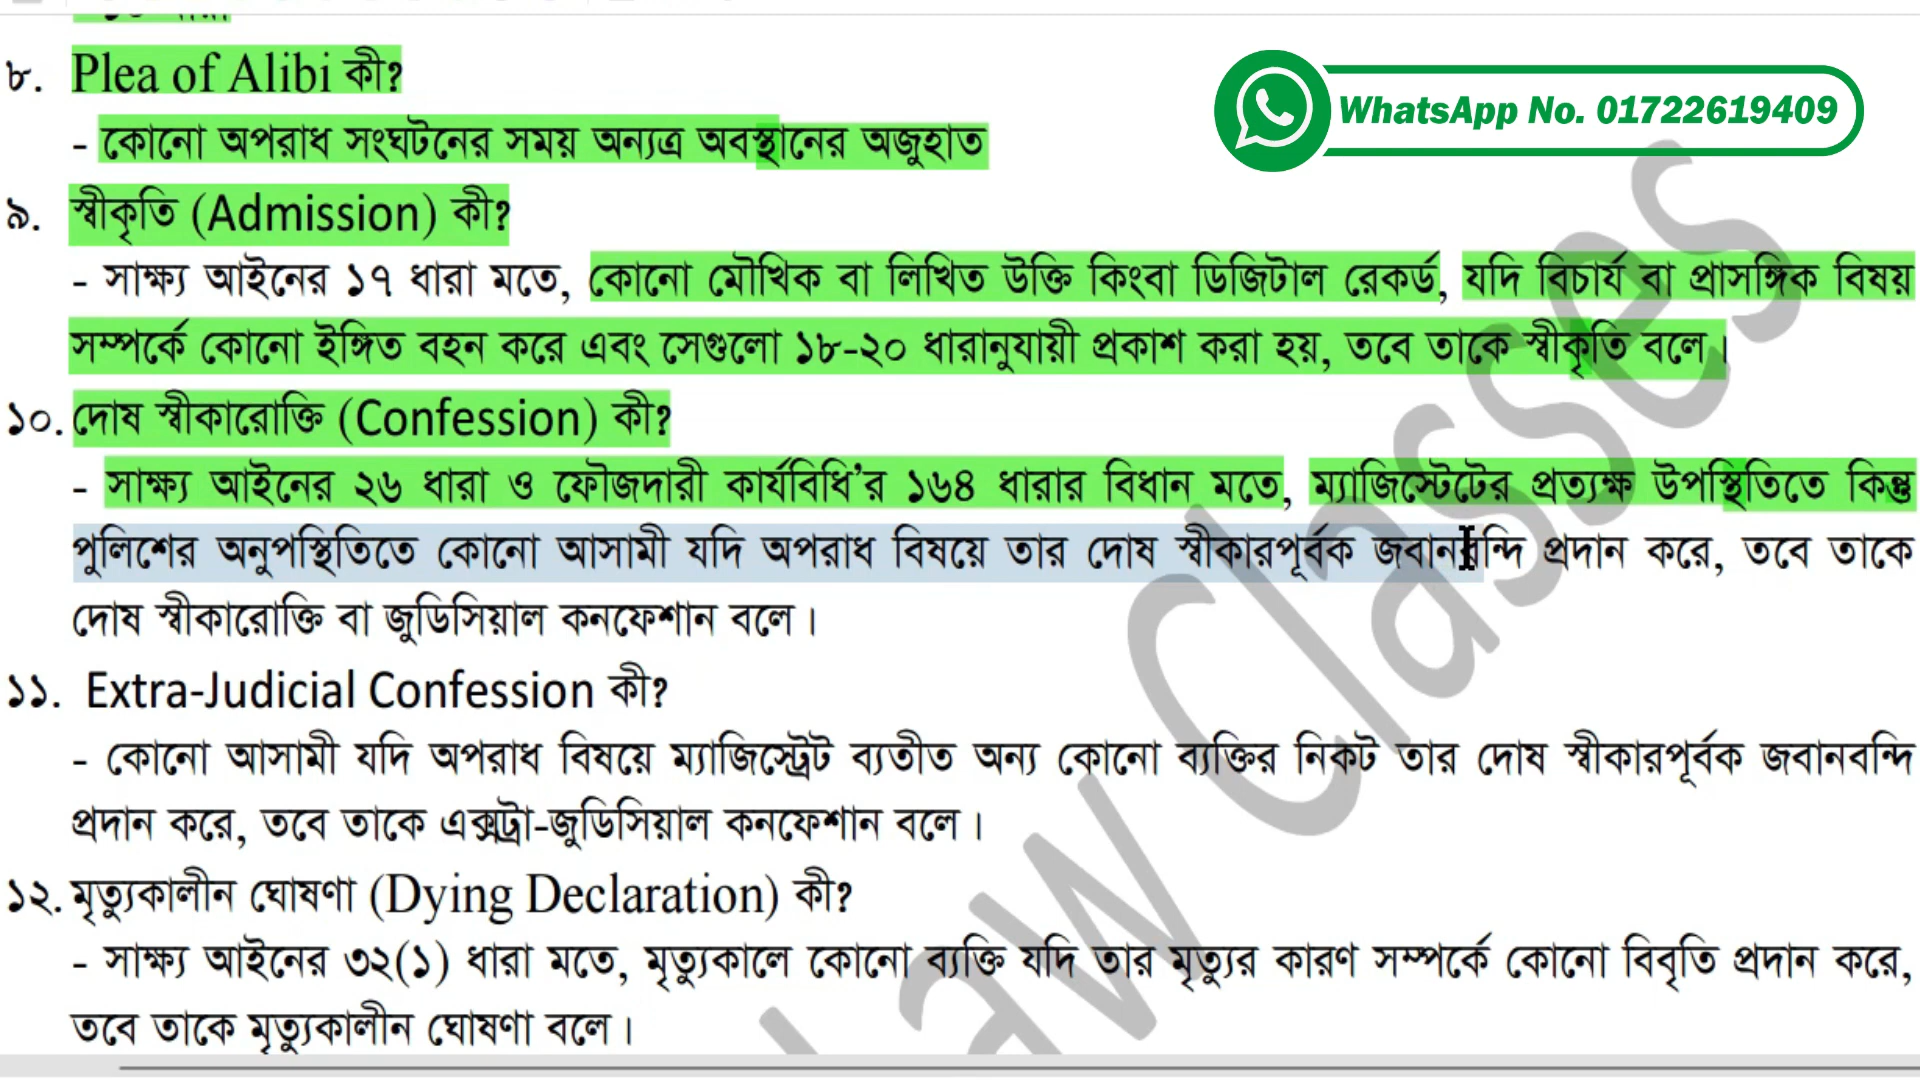 ৮. Plea of Alibi কী?
- কোনো অপরাধ সংঘটনের সময় অন্যত্র অবস্থানের অজুহাত
WhatsApp No. 01722619409
৯. স্বীকৃতি (Admission) কী?
- সাক্ষ্য আইনের ১৭ ধারা মতে, কোনো মৌখিক বা লিখিত উক্তি কিংবা ডিজিটাল রেকর্ড, যদি বিচার্য বা প্রাসঙ্গিক বিষয়
সম্পর্কে কোনো ইঙ্গিত বহন করে এবং সেগুলো ১৮-২০ ধারানুযায়ী প্রকাশ করা হয়, তবে তাকে স্বীকৃতি বলে।
১০. দোষ স্বীকারোক্তি (Confession) কী?
- সাক্ষ্য আইনের ২৬ ধারা ও ফৌজদারী কার্যবিধি’র ১৬৪ ধারার বিধান মতে, ম্যাজিস্টেটের প্রত্যক্ষ উপস্থিতিতে কিন্তু
পুলিশের অনুপস্থিতিতে কোনো আসামী যদি অপরাধ বিষয়ে তার দোষ স্বীকারপূর্বক জবানবন্দি প্রদান করে, তবে তাকে
দোষ স্বীকারোক্তি বা জুডিসিয়াল কনফেশান বলে।
১১. Extra-Judicial Confession কী?
- কোনো আসামী যদি অপরাধ বিষয়ে ম্যাজিস্ট্রেট ব্যতীত অন্য কোনো ব্যক্তির নিকট তার দোষ স্বীকারপূর্বক জবানবন্দি
প্রদান করে, তবে তাকে এক্সট্রা-জুডিসিয়াল কনফেশান বলে।
১২. মৃত্যুকালীন ঘোষণা (Dying Declaration) কী?
- সাক্ষ্য আইনের ৩২(১) ধারা মতে, মৃত্যুকালে কোনো ব্যক্তি যদি তার মৃত্যুর কারণ সম্পর্কে কোনো বিবৃতি প্রদান করে,
তবে তাকে মৃত্যুকালীন ঘোষণা বলে।
Law Classes